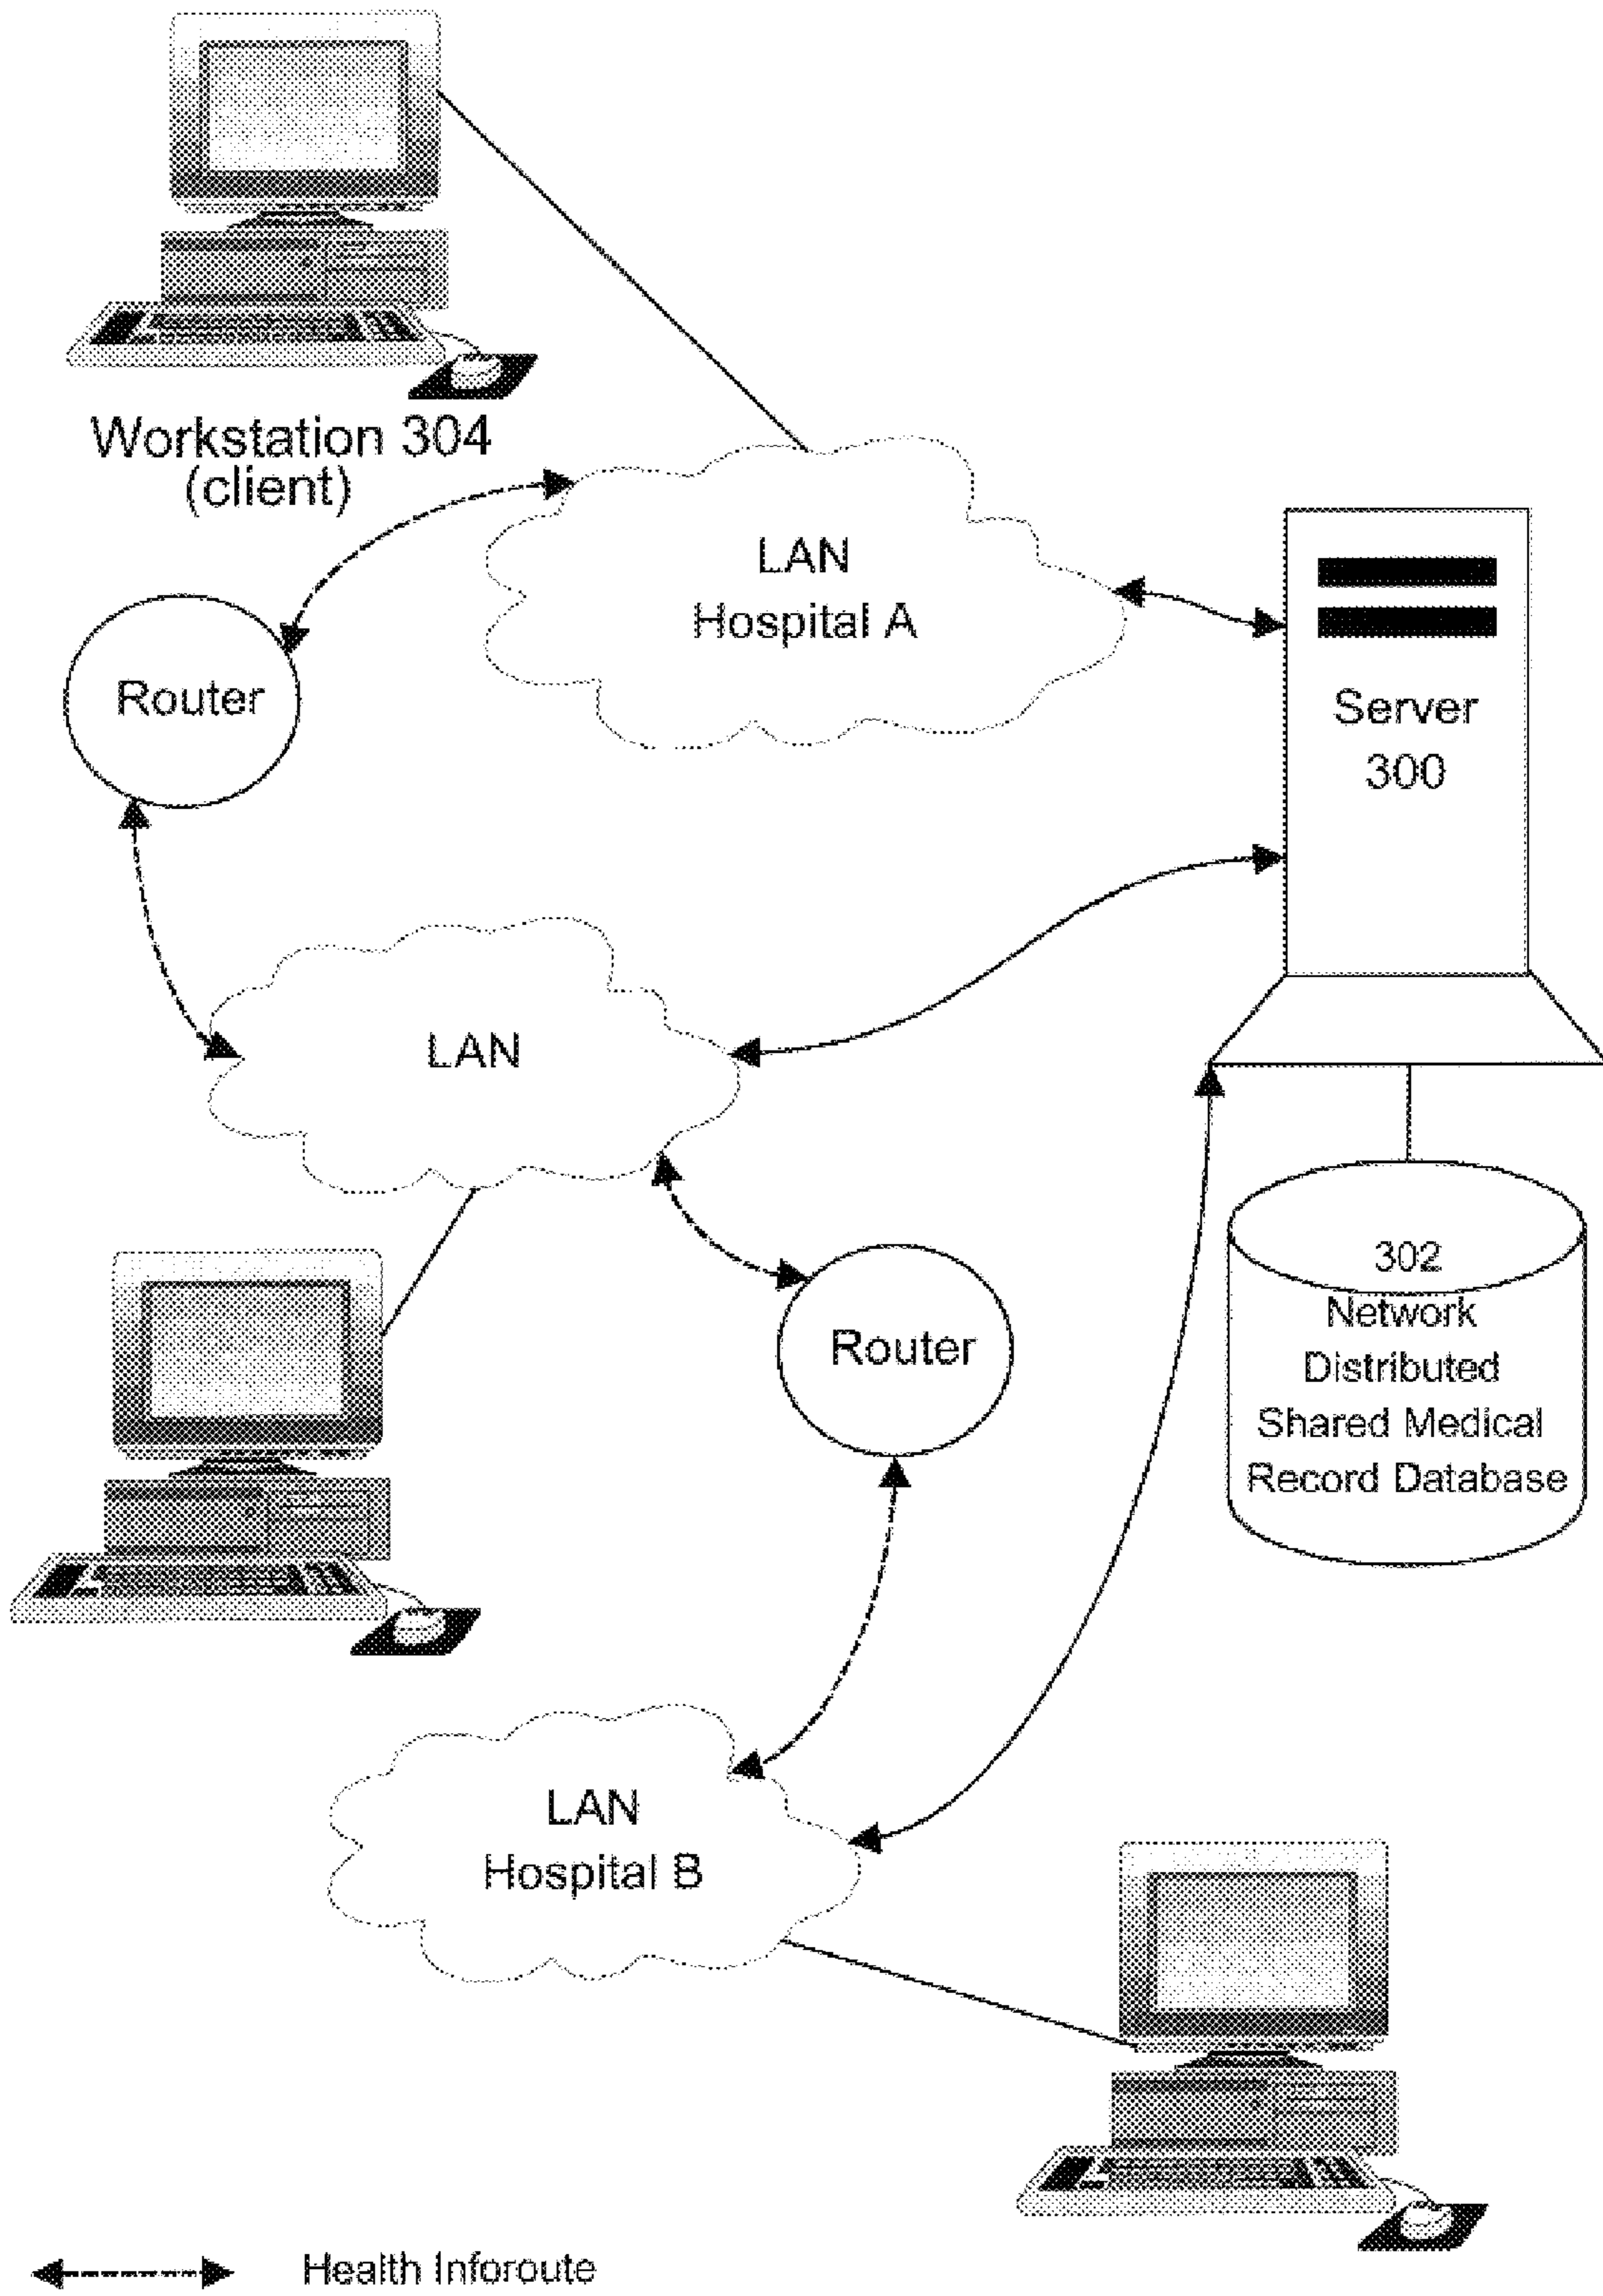 Workstation 304
(client)
LAN
Hospital A
Router
Server
300
LAN
302
Network
Distributed
Shared Medical
Record Database
Router
LAN
Hospital B
Health Inforoute